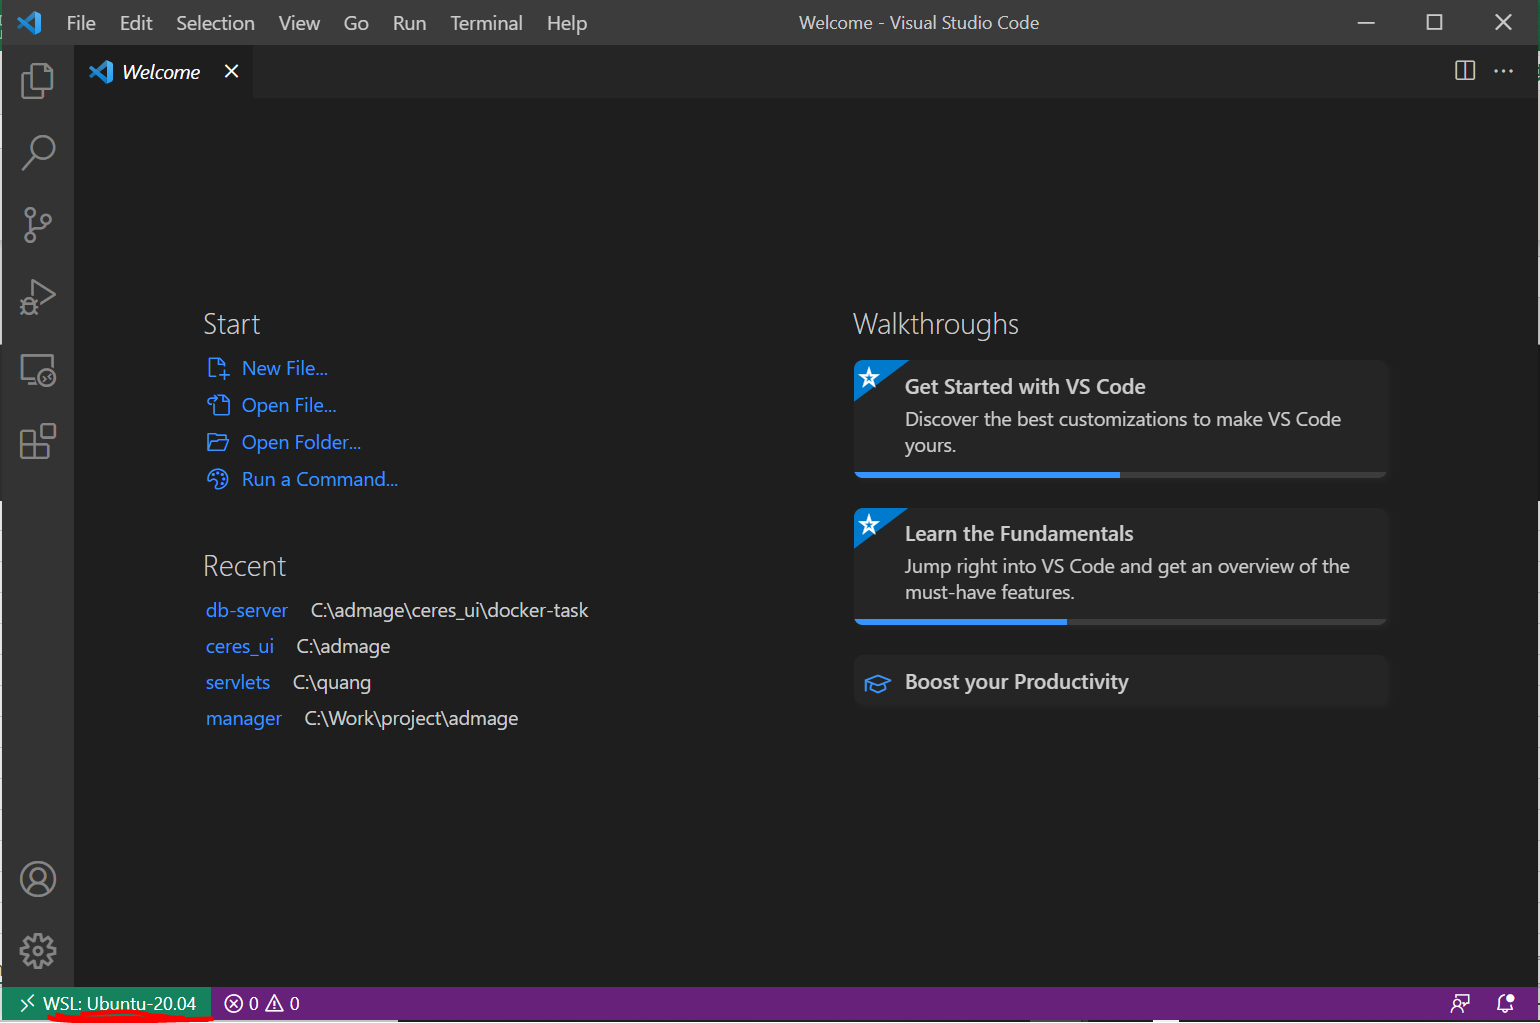 File Edit Selection View Go Run Terminal Help Welcome - Visual Studio Code
Welcome
Start
New File...
Open File...
Open Folder...
Run a Command...
Recent
db-server C:\admage\ceres_ui\docker-task
ceres_ui C:\admage
servlets C:\quang
manager C:\Work\project\admage
Walkthroughs
Get Started with VS Code
Discover the best customizations to make VS Code
yours.
Learn the Fundamentals
Jump right into VS Code and get an overview of the
must-have features.
Boost your Productivity
WSL: Ubuntu-20.04 0 0